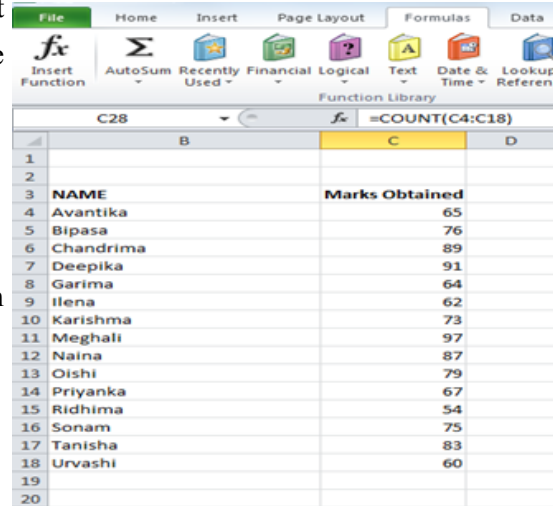 t
e
n
File Home Insert Page Layout Formulas Data
fx Σ ? A
Insert Function AutoSum Recently Used Financial Logical Text Date & Time Lookup Referen
Function Library
C28 fx =COUNT(C4:C18)
B C D
1
2
3 NAME Marks Obtained
4 Avantika 65
5 Bipasa 76
6 Chandrima 89
7 Deepika 91
8 Garima 64
9 Ilena 62
10 Karishma 73
11 Meghali 97
12 Naina 87
13 Oishi 79
14 Priyanka 67
15 Ridhima 54
16 Sonam 75
17 Tanisha 83
18 Urvashi 60
19
20